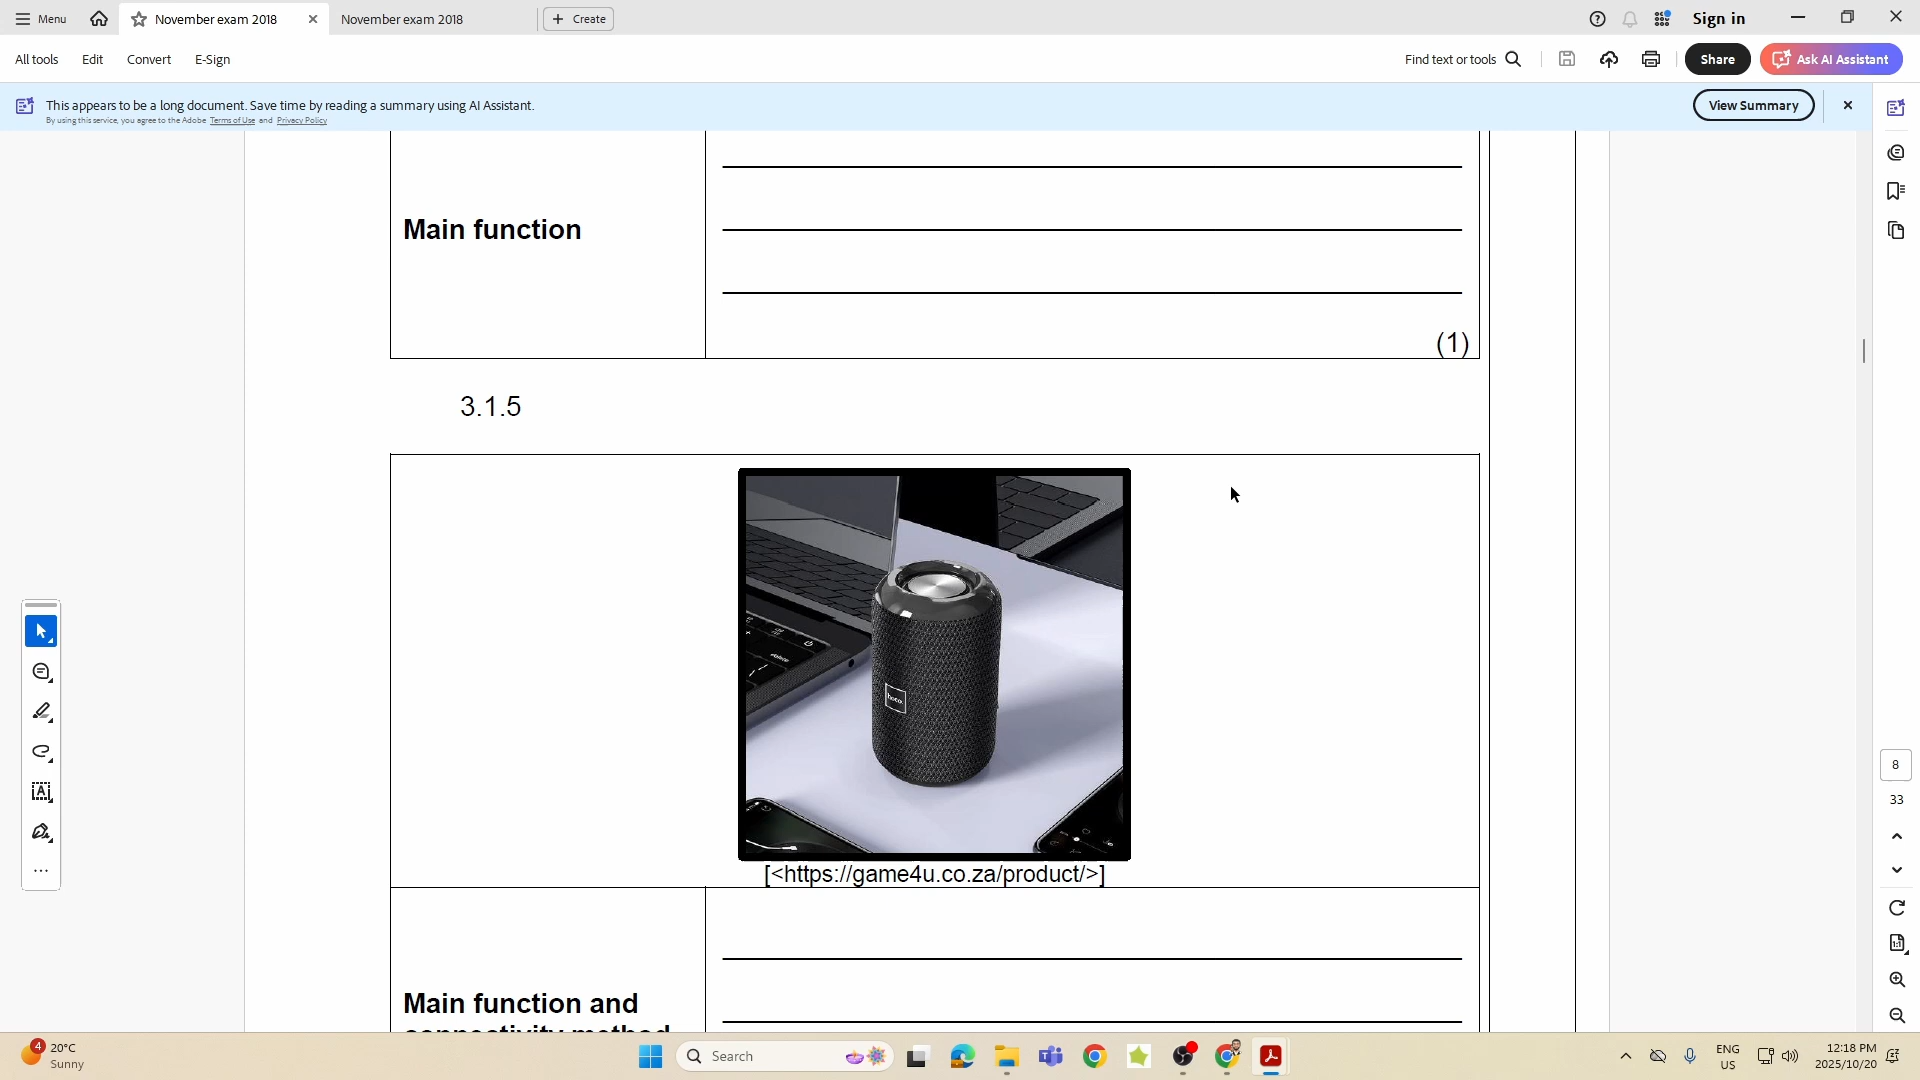 Menu
November exam 2018
November exam 2018
Create
Sign in
All tools
Edit
Convert
E-Sign
Find text or tools
Share
Ask AI Assistant
This appears to be a long document. Save time by reading a summary using AI Assistant.
By using this service, you agree to the Adobe Terms of Use and Privacy Policy
View Summary
Main function
(1)
3.1.5
hoco.
[<https://game4u.co.za/product/>]
Main function and
connectivity method
8
33
4
20°C
Sunny
Search
ENG
US
12:18 PM
2025/10/20